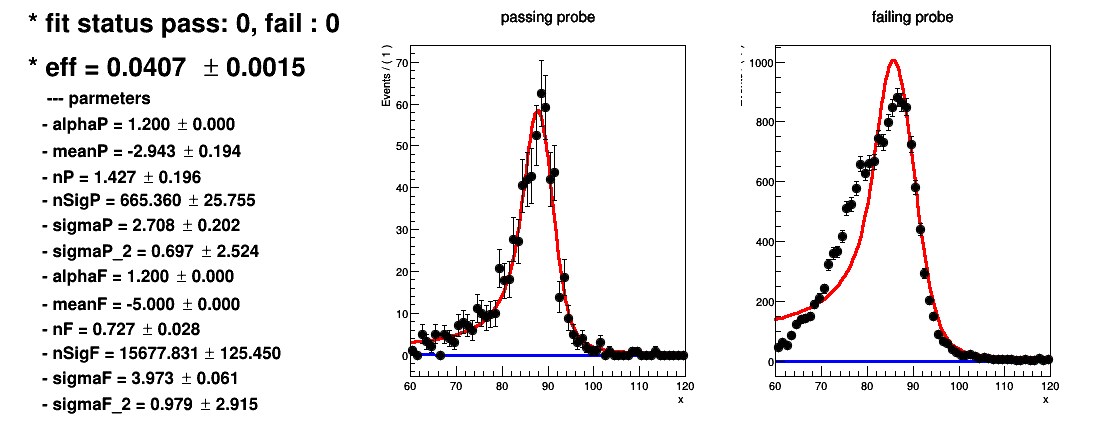 * fit status pass: 0, fail : 0
* eff = 0.0407 ± 0.0015
--- parmeters
- alphaP = 1.200 ± 0.000
- meanP = -2.943 ± 0.194
- nP = 1.427 ± 0.196
- nSigP = 665.360 ± 25.755
- sigmaP = 2.708 ± 0.202
- sigmaP_2 = 0.697 ± 2.524
- alphaF = 1.200 ± 0.000
- meanF = -5.000 ± 0.000
- nF = 0.727 ± 0.028
- nSigF = 15677.831 ± 125.450
- sigmaF = 3.973 ± 0.061
- sigmaF_2 = 0.979 ± 2.915
passing probe
Events / ( 1 )
70
60
50
40
30
20
10
0
60 70 80 90 100 110 120
x
failing probe
1000
800
600
400
200
0
60 70 80 90 100 110 120
x